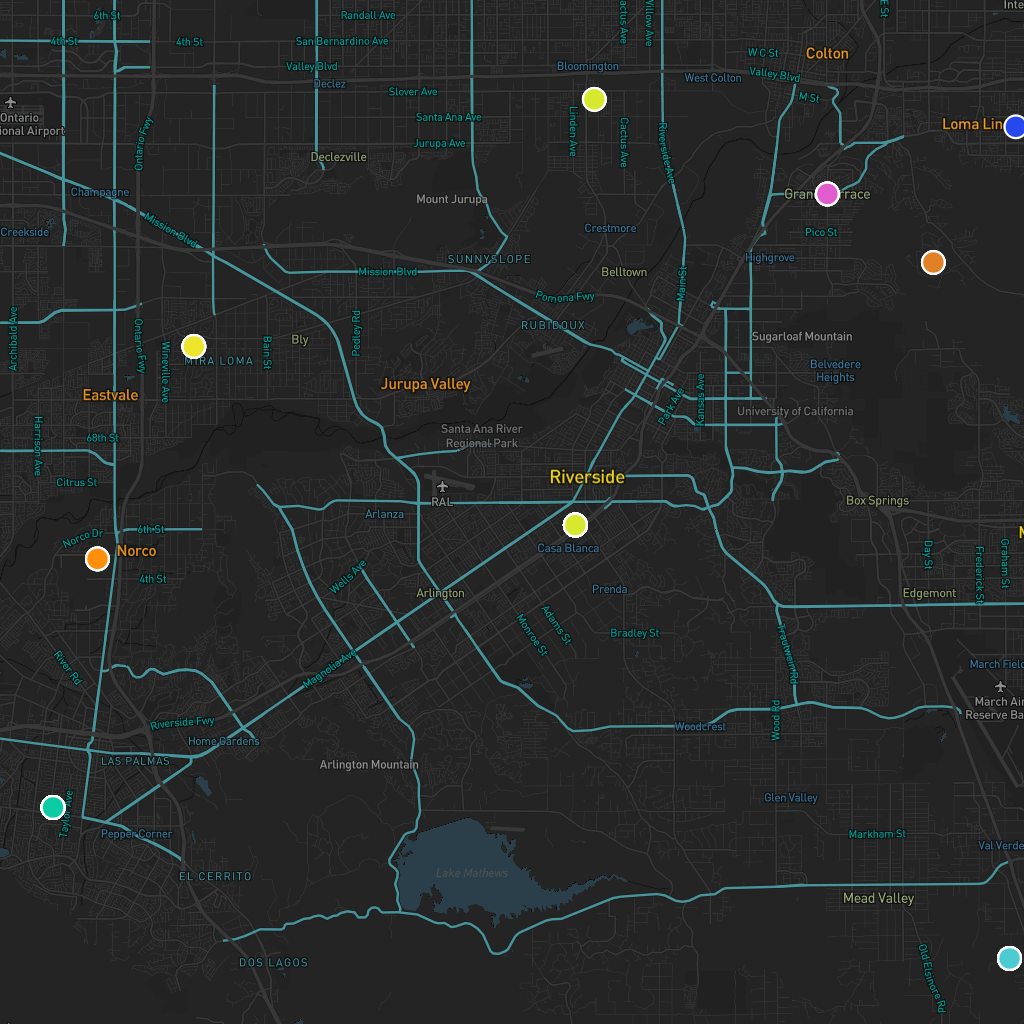 6th St
Randall Ave
Cactus Ave
Willow Ave
E St
4th St
4th St
San Bernardino Ave
W C St
Colton
Valley Blvd
Bloomington
West Colton
Valley Blvd
Declez
Slover Ave
M St
Ontario
ional Airport
Santa Ana Ave
Linden Ave
Cactus Ave
Riverside Ave
Loma Lin
Ontario Fwy
Jurupa Ave
Declezville
Champagne
Mount Jurupa
Creekside
Mission Blvd
Crestmore
Pico St
SUNNYSLOPE
Highgrove
Mission Blvd
Belltown
Main St
Pomona Fwy
Archibald Ave
Ontario Fwy
Wineville Ave
Bain St
Pedley Rd
Bly
RUBIDOUX
Sugarloaf Mountain
MIRA LOMA
Belvedere
Heights
Jurupa Valley
Eastvale
Park Ave
Kansas Ave
University of California
Harrison Ave
68th St
Santa Ana River
Regional Park
Citrus St
Riverside
RAL
Box Springs
Arlanza
Norco Dr
6th St
Norco
Casa Blanca
Day St
Frederick St
Graham St
4th St
Wells Ave
Arlington
Prenda
Edgemont
Monroe St
Adams St
Bradley St
Trautwein Rd
River Rd
Magnolia Ave
March Field
March Air
Reserve Ba
Riverside Fwy
Wood Rd
Woodcrest
Home Gardens
LAS PALMAS
Arlington Mountain
Taylor Ave
Glen Valley
Pepper Corner
Markham St
Val Verde
EL CERRITO
Lake Mathews
Mead Valley
Old Elsinore Rd
DOS LAGOS